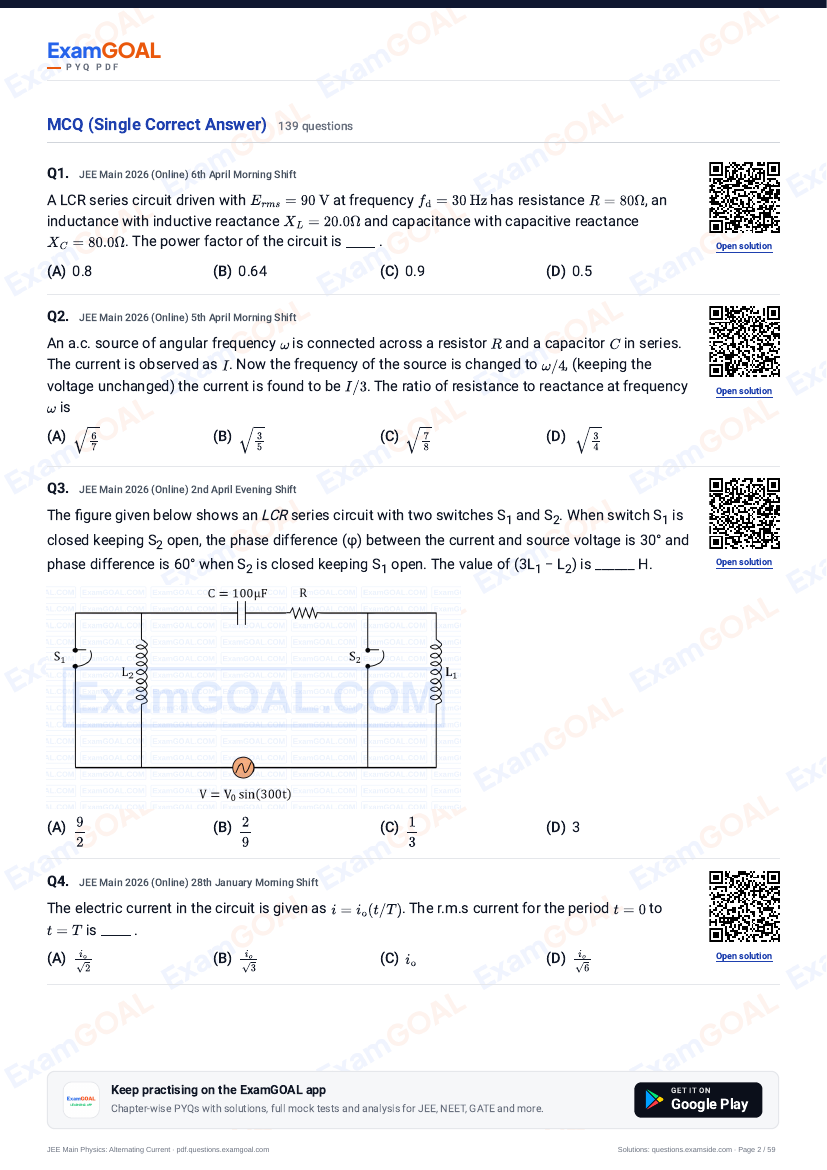 ExamGOAL
PYQ PDF
MCQ (Single Correct Answer) 139 questions
Q1. JEE Main 2026 (Online) 6th April Morning Shift
A LCR series circuit driven with E_rms = 90 V at frequency f_d = 30 Hz has resistance R = 80Ω, an
inductance with inductive reactance X_L = 20.0Ω and capacitance with capacitive reactance
X_C = 80.0Ω. The power factor of the circuit is ____ .
Open solution
(A) 0.8 (B) 0.64 (C) 0.9 (D) 0.5
Q2. JEE Main 2026 (Online) 5th April Morning Shift
An a.c. source of angular frequency ω is connected across a resistor R and a capacitor C in series.
The current is observed as I. Now the frequency of the source is changed to ω/4, (keeping the
voltage unchanged) the current is found to be I/3. The ratio of resistance to reactance at frequency
ω is
Open solution
(A) √(6/7) (B) √(3/5) (C) √(7/8) (D) √(3/4)
Q3. JEE Main 2026 (Online) 2nd April Evening Shift
The figure given below shows an LCR series circuit with two switches S₁ and S₂. When switch S₁ is
closed keeping S₂ open, the phase difference (φ) between the current and source voltage is 30° and
phase difference is 60° when S₂ is closed keeping S₁ open. The value of (3L₁ − L₂) is ______ H.
Open solution
C = 100μF R
S₁ L₂ S₂ L₁
ExamGOAL.COM
V = V₀ sin(300t)
(A) 9/2 (B) 2/9 (C) 1/3 (D) 3
Q4. JEE Main 2026 (Online) 28th January Morning Shift
The electric current in the circuit is given as i = i_o(t/T). The r.m.s current for the period t = 0 to
t = T is ____ .
Open solution
(A) i_o/√2 (B) i_o/√3 (C) i_o (D) i_o/√6
Keep practising on the ExamGOAL app
Chapter-wise PYQs with solutions, full mock tests and analysis for JEE, NEET, GATE and more.
GET IT ON
Google Play
JEE Main Physics: Alternating Current · pdf.questions.examgoal.com
Solutions: questions.examside.com · Page 2 / 59